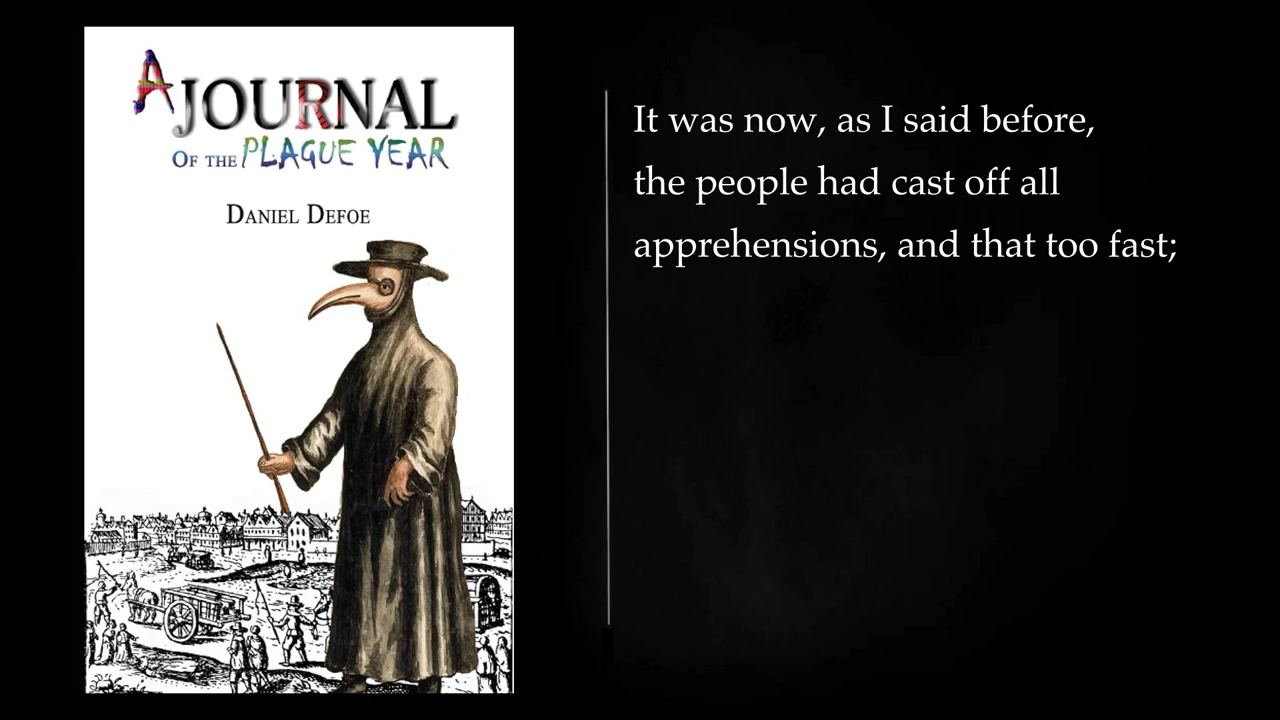 A JOURNAL
OF THE PLAGUE YEAR
DANIEL DEFOE
It was now, as I said before,
the people had cast off all
apprehensions, and that too fast;